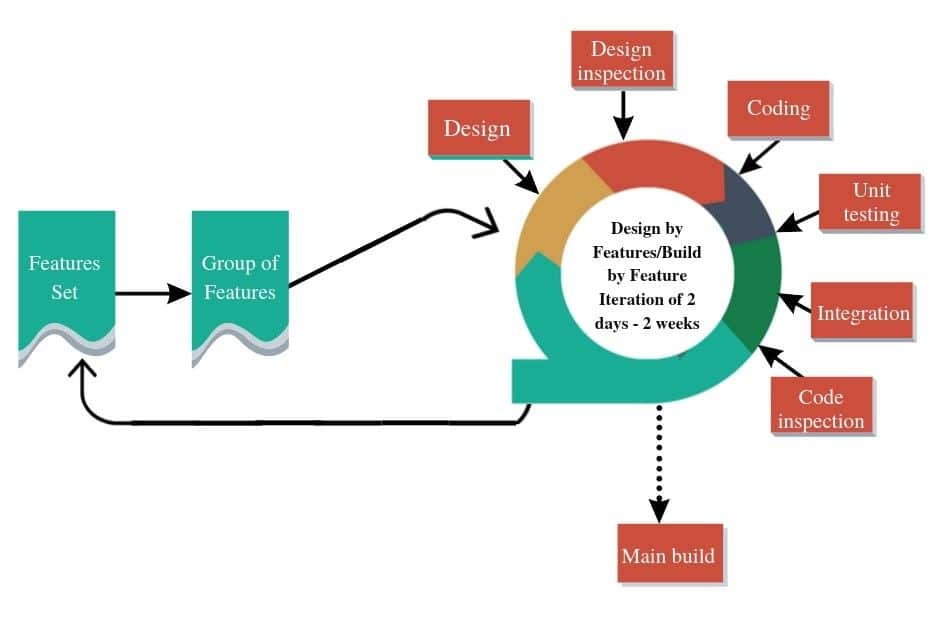 Features
Set
Group of
Features
Design
Design
inspection
Coding
Unit
testing
Integration
Code
inspection
Design by
Features/Build
by Feature
Iteration of 2
days - 2 weeks
Main build